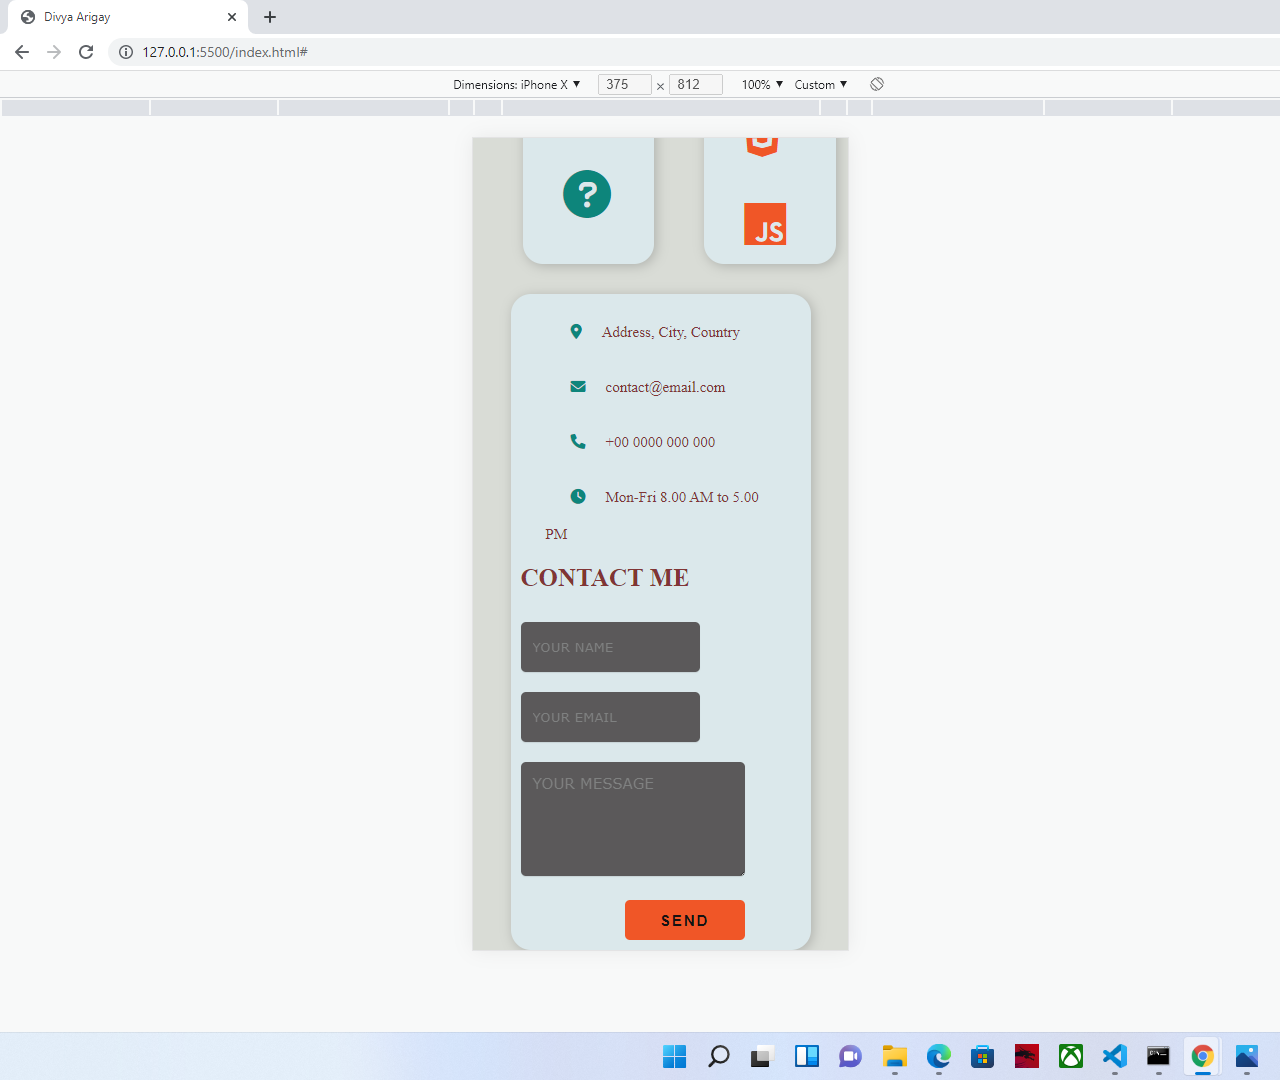 Divya Arigay
127.0.0.1:5500/index.html#
Dimensions: iPhone X 375 × 812 100% Custom
?
JS
Address, City, Country
contact@email.com
+00 0000 000 000
Mon-Fri 8.00 AM to 5.00
PM
CONTACT ME
YOUR NAME
YOUR EMAIL
YOUR MESSAGE
SEND